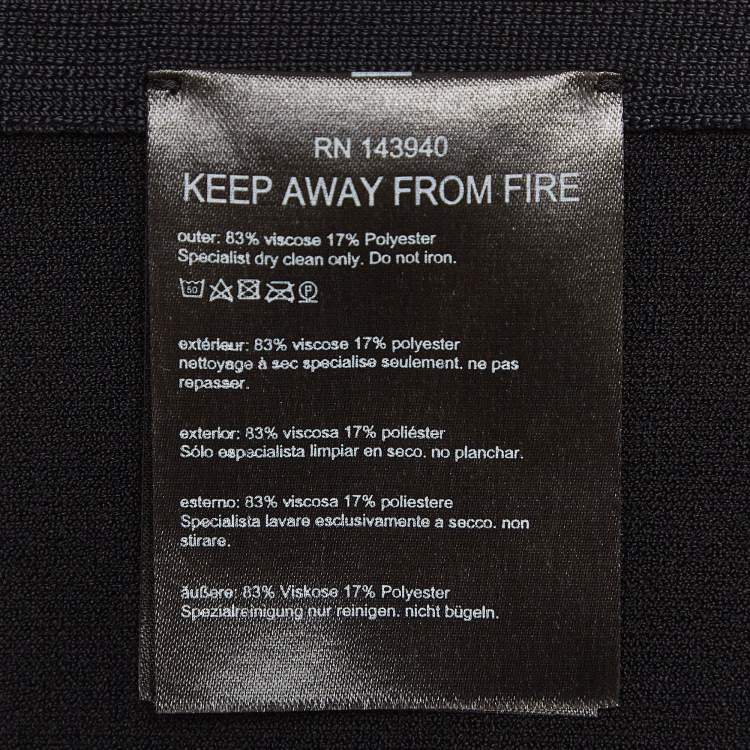 RN 143940
KEEP AWAY FROM FIRE
outer: 83% viscose 17% Polyester
Specialist dry clean only. Do not iron.
50 P
extérieur: 83% viscose 17% polyester
nettoyage à sec specialise seulement. ne pas
repasser.
exterior: 83% viscosa 17% poliéster
Sólo especialista limpiar en seco. no planchar.
esterno: 83% viscosa 17% poliestere
Specialista lavare esclusivamente a secco. non
stirare.
äußere: 83% Viskose 17% Polyester
Spezialreinigung nur reinigen. nicht bügeln.